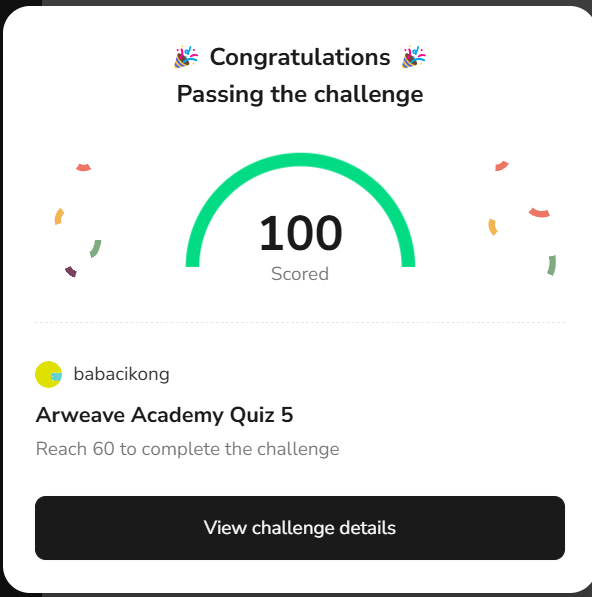 🎉 Congratulations 🎉
Passing the challenge
100
Scored
babacikong
Arweave Academy Quiz 5
Reach 60 to complete the challenge
View challenge details